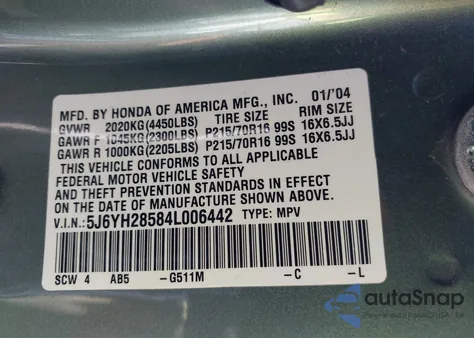 MFD. BY HONDA OF AMERICA MFG., INC. 01/'04
GVWR 2020KG(4450LBS) TIRE SIZE RIM SIZE
GAWR F 1045KG(2300LBS) P215/70R16 99S 16X6.5JJ
GAWR R 1000KG(2205LBS) P215/70R16 99S 16X6.5JJ
THIS VEHICLE CONFORMS TO ALL APPLICABLE
FEDERAL MOTOR VEHICLE SAFETY
AND THEFT PREVENTION STANDARDS IN EFFECT
ON THE DATE OF MANUFACTURE SHOWN ABOVE.
V.I.N.: 5J6YH28584L006442 TYPE: MPV
SCW 4 AB5 -G511M -C -L
autoSnap